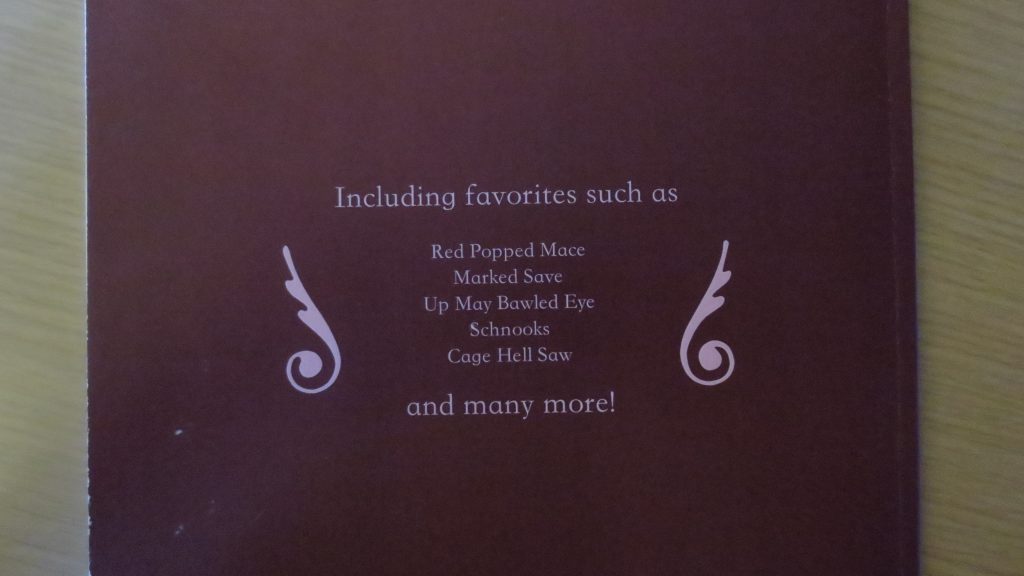 Including favorites such as
Red Popped Mace
Marked Save
Up May Bawled Eye
Schnooks
Cage Hell Saw
and many more!